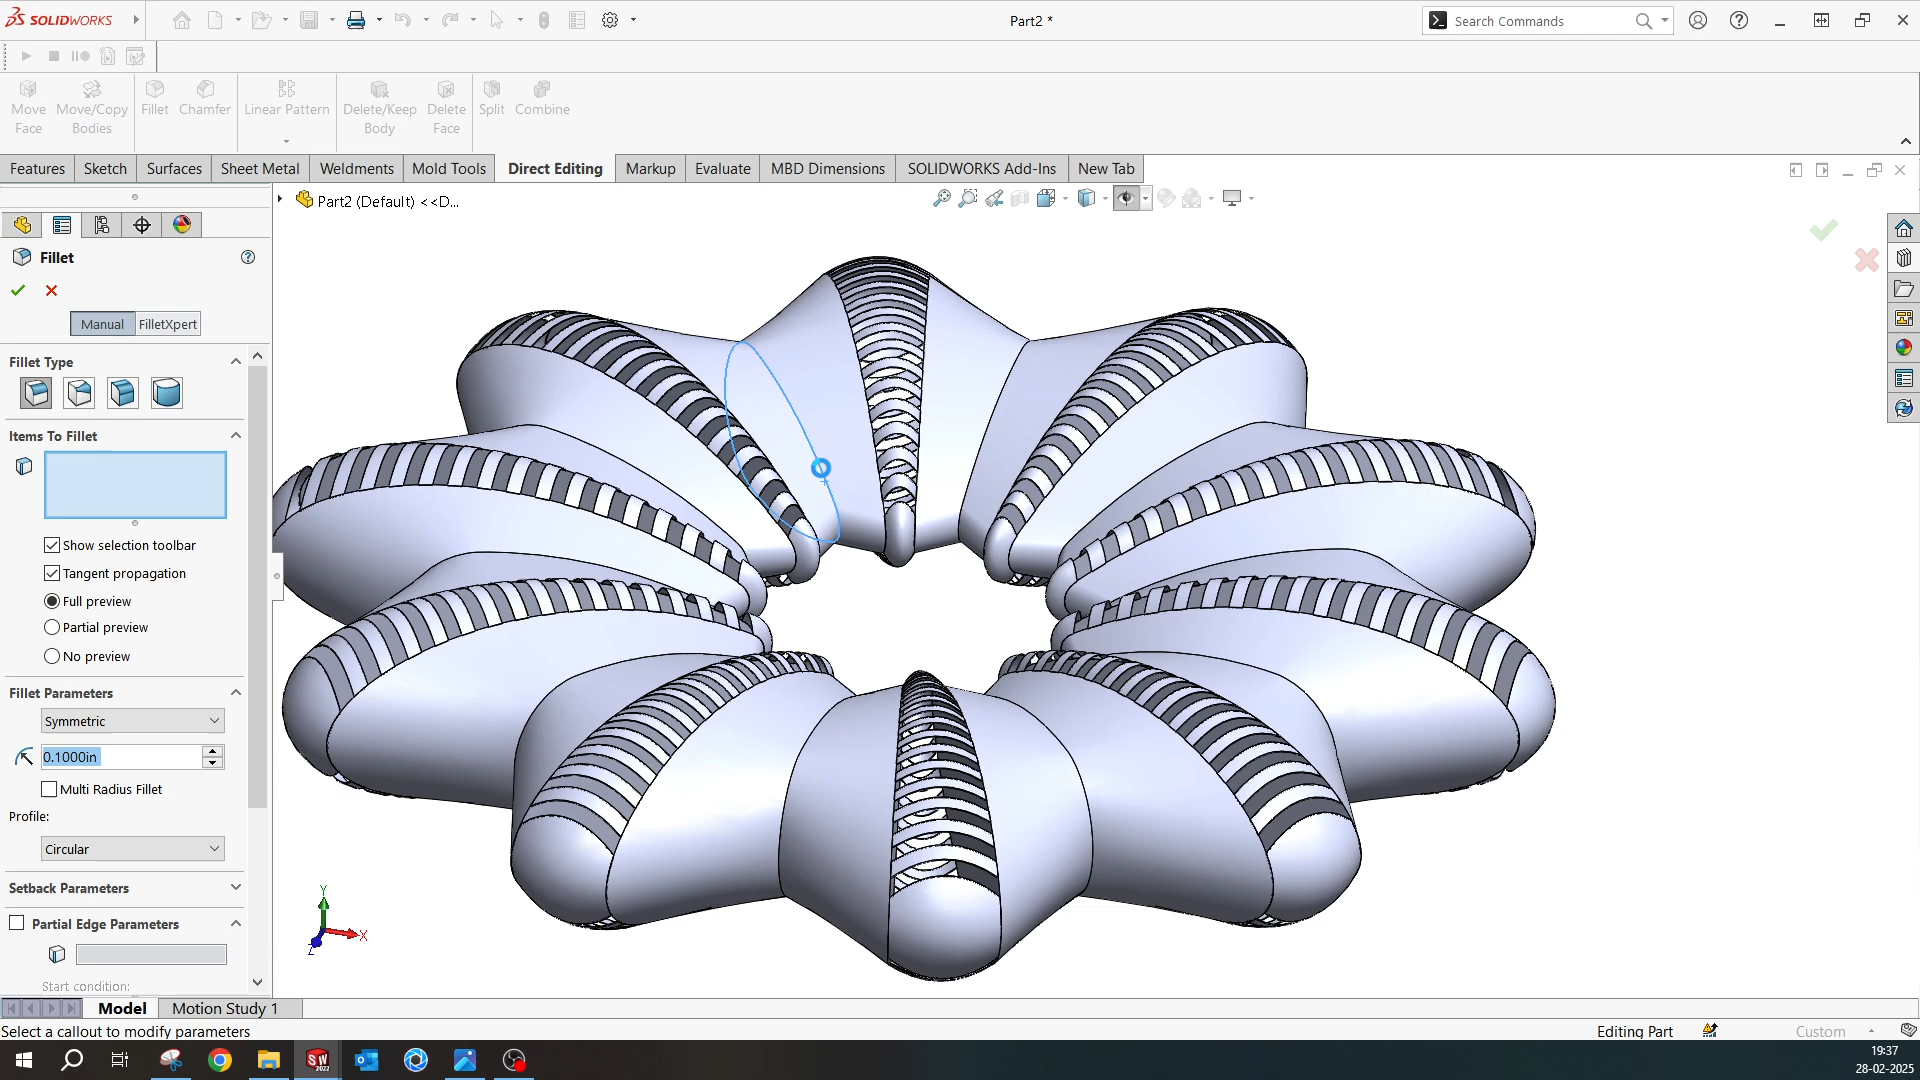 SOLIDWORKS
Part2 *
Search Commands
Move Face
Move/Copy Bodies
Fillet
Chamfer
Linear Pattern
Delete/Keep Body
Delete Face
Split
Combine
Features
Sketch
Surfaces
Sheet Metal
Weldments
Mold Tools
Direct Editing
Markup
Evaluate
MBD Dimensions
SOLIDWORKS Add-Ins
New Tab
Part2 (Default) <<D...
Fillet
Manual
FilletXpert
Fillet Type
Items To Fillet
Show selection toolbar
Tangent propagation
Full preview
Partial preview
No preview
Fillet Parameters
Symmetric
0.1000in
Multi Radius Fillet
Profile:
Circular
Setback Parameters
Partial Edge Parameters
Start condition:
Y
X
Z
Model
Motion Study 1
Select a callout to modify parameters
Editing Part
Custom
SW
2022
19:37
28-02-2025